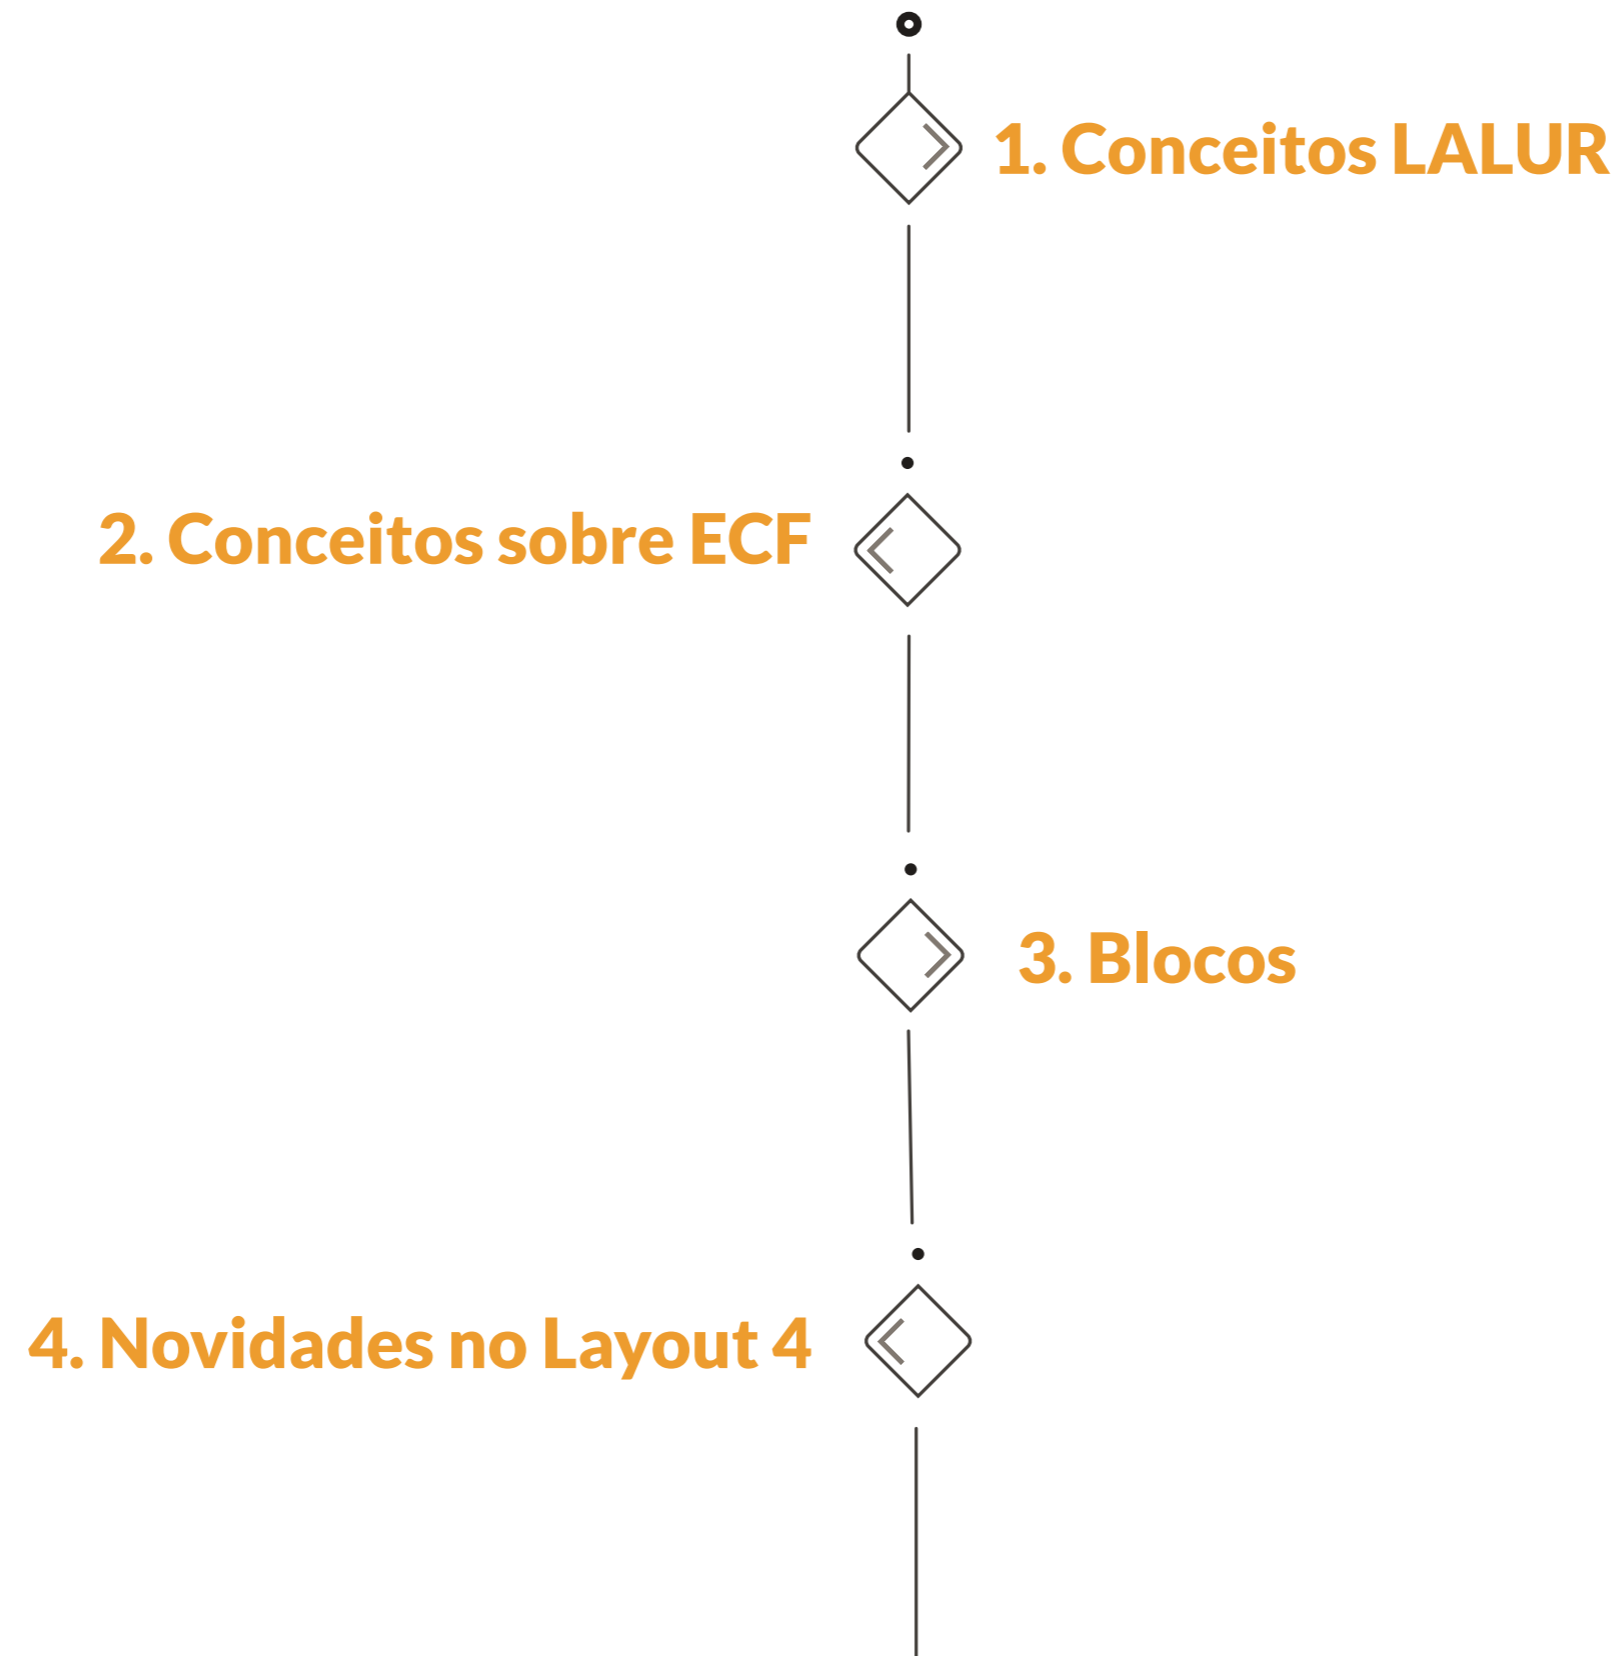 1. Conceitos LALUR
2. Conceitos sobre ECF
3. Blocos
4. Novidades no Layout 4